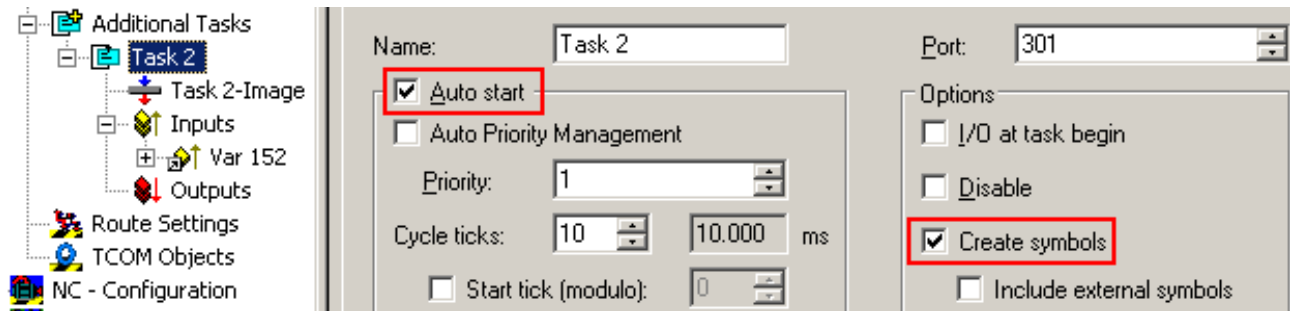 Additional Tasks
Task 2
Task 2-Image
Inputs
Var 152
Outputs
Route Settings
TCOM Objects
NC - Configuration
Name: Task 2
Auto start
Auto Priority Management
Priority: 1
Cycle ticks: 10 10.000 ms
Start tick (modulo): 0
Port: 301
Options
I/O at task begin
Disable
Create symbols
Include external symbols